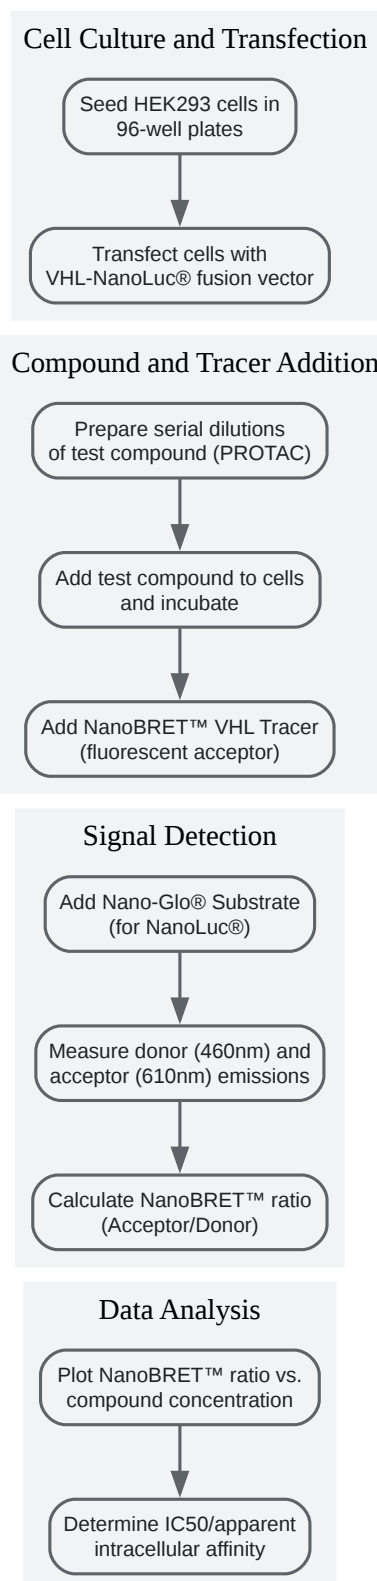 Cell Culture and Transfection
Seed HEK293 cells in
96-well plates
Transfect cells with
VHL-NanoLuc® fusion vector
Compound and Tracer Addition
Prepare serial dilutions
of test compound (PROTAC)
Add test compound to cells
and incubate
Add NanoBRET™ VHL Tracer
(fluorescent acceptor)
Signal Detection
Add Nano-Glo® Substrate
(for NanoLuc®)
Measure donor (460nm) and
acceptor (610nm) emissions
Calculate NanoBRET™ ratio
(Acceptor/Donor)
Data Analysis
Plot NanoBRET™ ratio vs.
compound concentration
Determine IC50/apparent
intracellular affinity